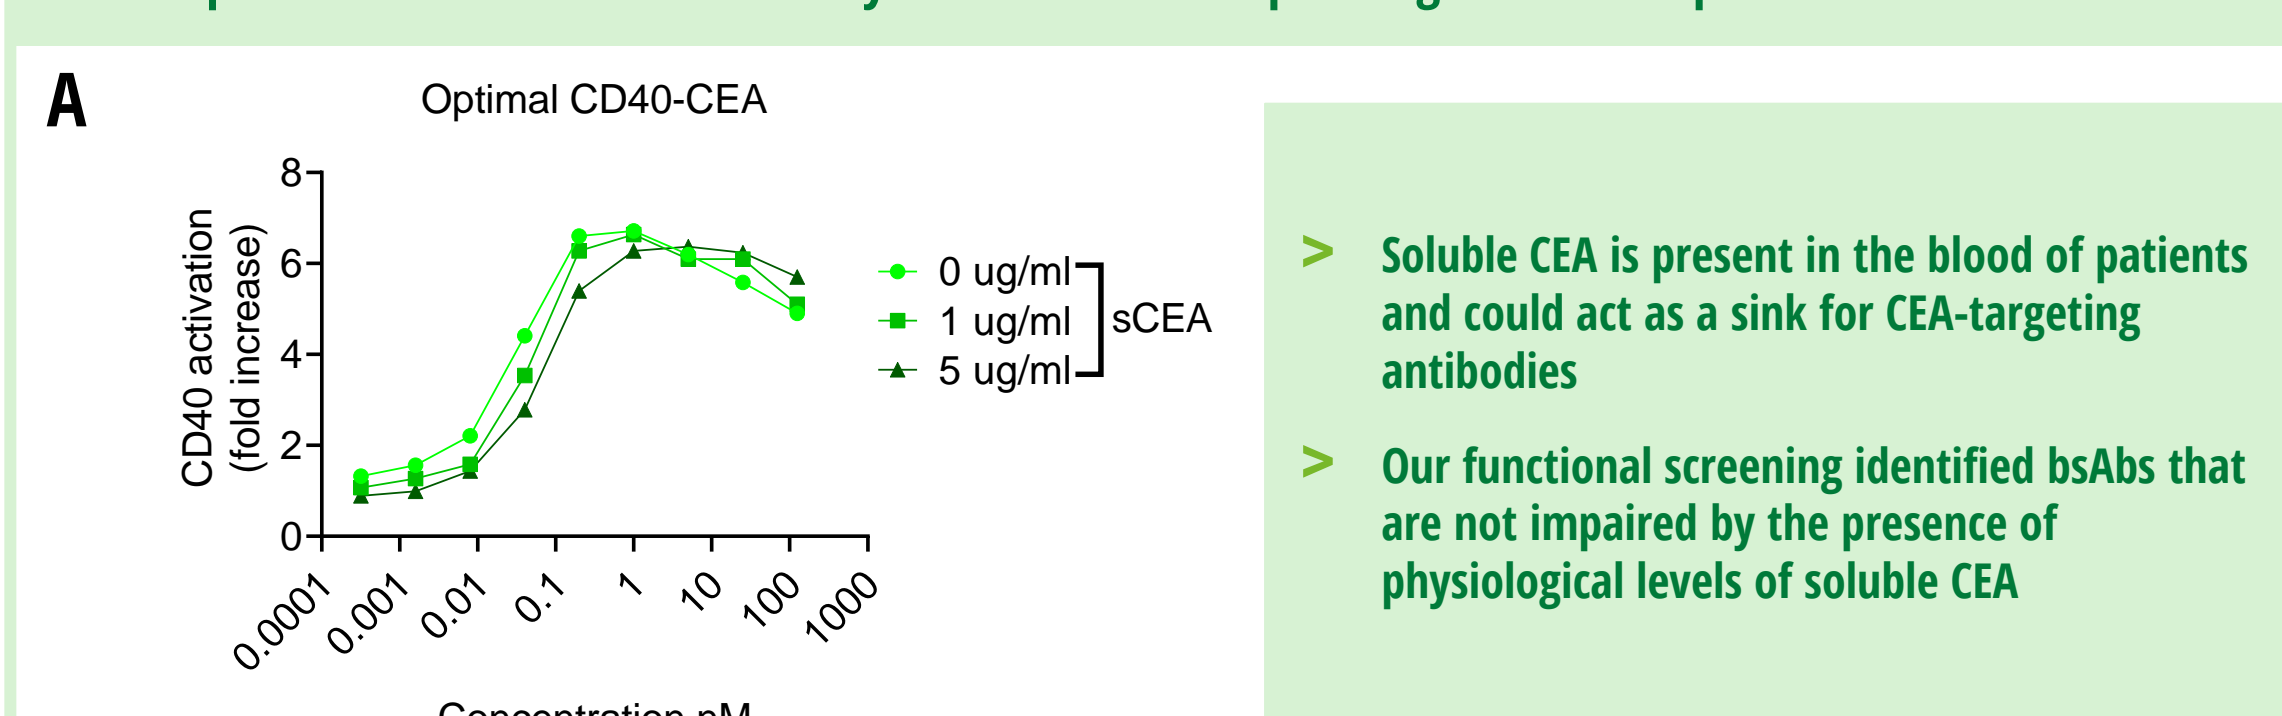 A
Optimal CD40-CEA
CD40 activation
(fold increase)
8
6
4
2
0
0.0001
0.001
0.01
0.1
1
10
100
1000
Concentration nM
0 ug/ml
1 ug/ml
5 ug/ml
sCEA
> Soluble CEA is present in the blood of patients
and could act as a sink for CEA-targeting
antibodies
> Our functional screening identified bsAbs that
are not impaired by the presence of
physiological levels of soluble CEA